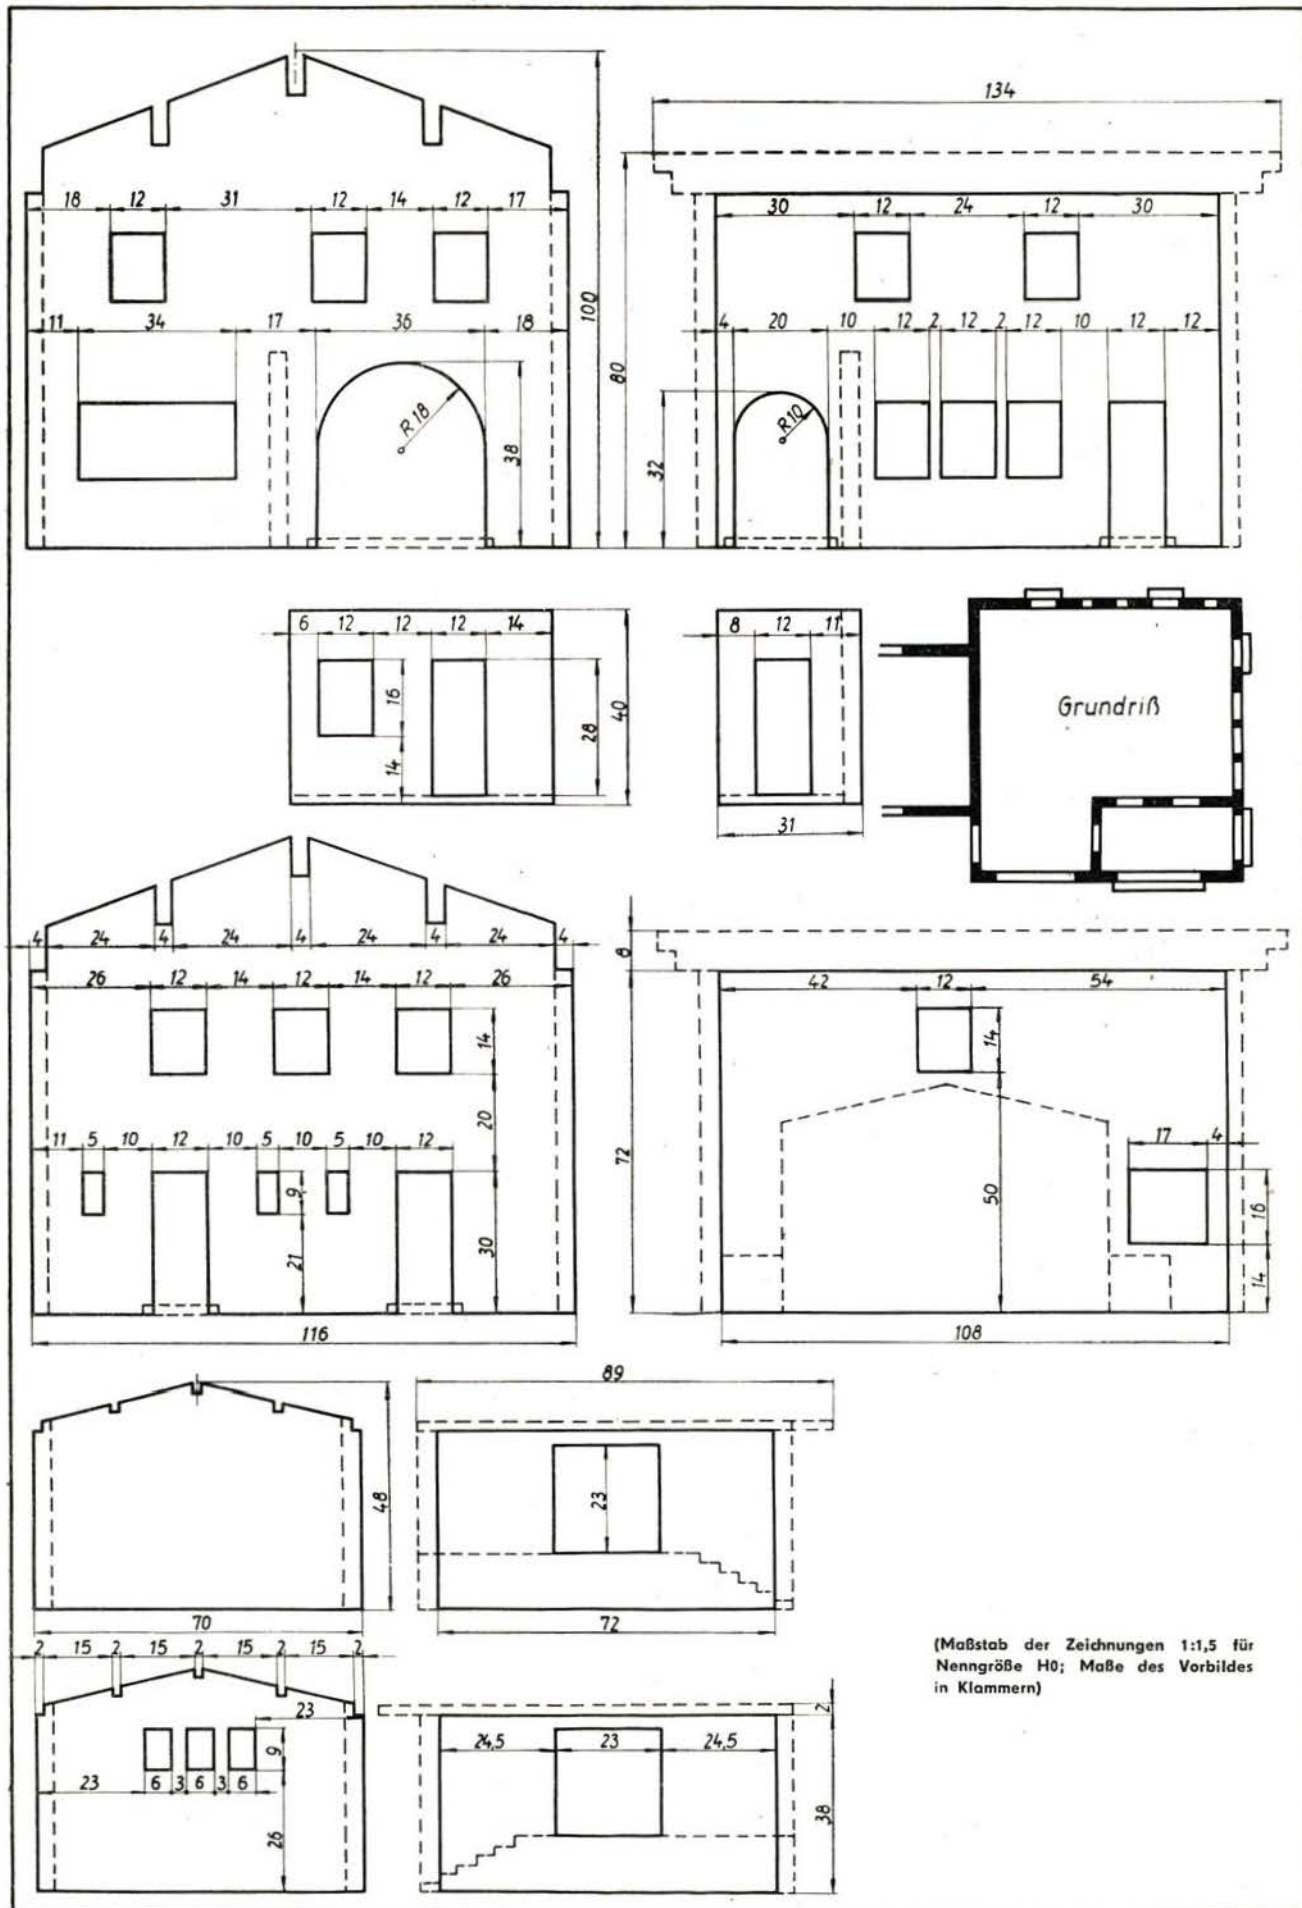 134
18 12 31 12 14 12 17
30 12 24 12 30
100
11 34 17 36 18
4 20 10 12 2 12 2 12 10 12 12
80
R18
38
R10
32
6 12 12 12 14
8 12 11
16
28
40
14
31
Grundriß
4 24 4 24 4 24 4 24 4
8
26 12 14 12 14 12 26
42 12 54
14
14
20
11 5 10 12 10 5 10 5 10 12
17 4
72
9
50
16
21
30
14
116
108
89
48
23
70
72
2 15 2 15 2 15 2 15 2
(Maßstab der Zeichnungen 1:1,5 für
Nenngröße H0; Maße des Vorbildes
in Klammern)
23
2
24,5 23 24,5
9
23 6 3 6 3 6
38
26